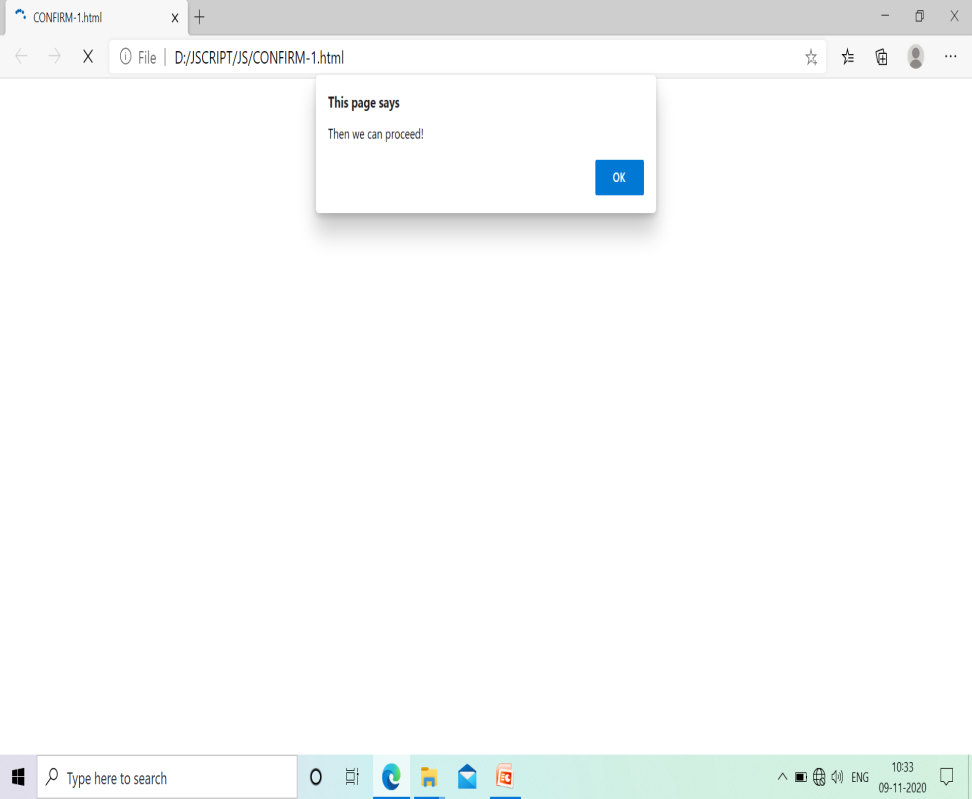 CONFIRM-1.html
File | D:/JSCRIPT/JS/CONFIRM-1.html
This page says
Then we can proceed!
OK
Type here to search
ENG
10:33
09-11-2020